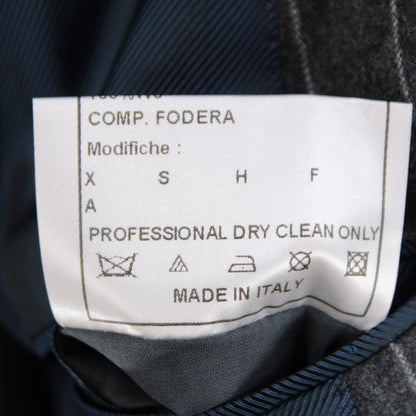 COMP. FODERA
Modifiche :
X S H F
A
PROFESSIONAL DRY CLEAN ONLY
MADE IN ITALY